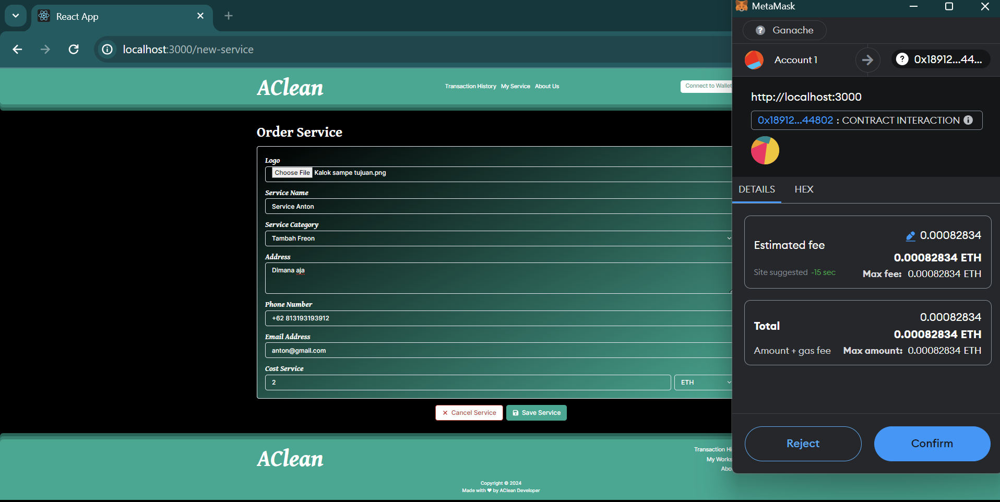 React App
localhost:3000/new-service
AClean
Transaction History My Service About Us
Connect to Wallet
Order Service
Logo
Choose File Kalok sampe tujuan.png
Service Name
Service Anton
Service Category
Tambah Freon
Address
Dimana aja
Phone Number
+62 813193193912
Email Address
anton@gmail.com
Cost Service
2 ETH
Cancel Service Save Service
AClean
Transaction Hi
My Works
Abo
Copyright © 2024
Made with ❤ by AClean Developer
MetaMask
Ganache
Account 1
0x18912...44...
http://localhost:3000
0x18912...44802 : CONTRACT INTERACTION
DETAILS HEX
0.00082834
Estimated fee
0.00082834 ETH
Site suggested ~15 sec Max fee: 0.00082834 ETH
0.00082834
Total
0.00082834 ETH
Amount + gas fee Max amount: 0.00082834 ETH
Reject Confirm